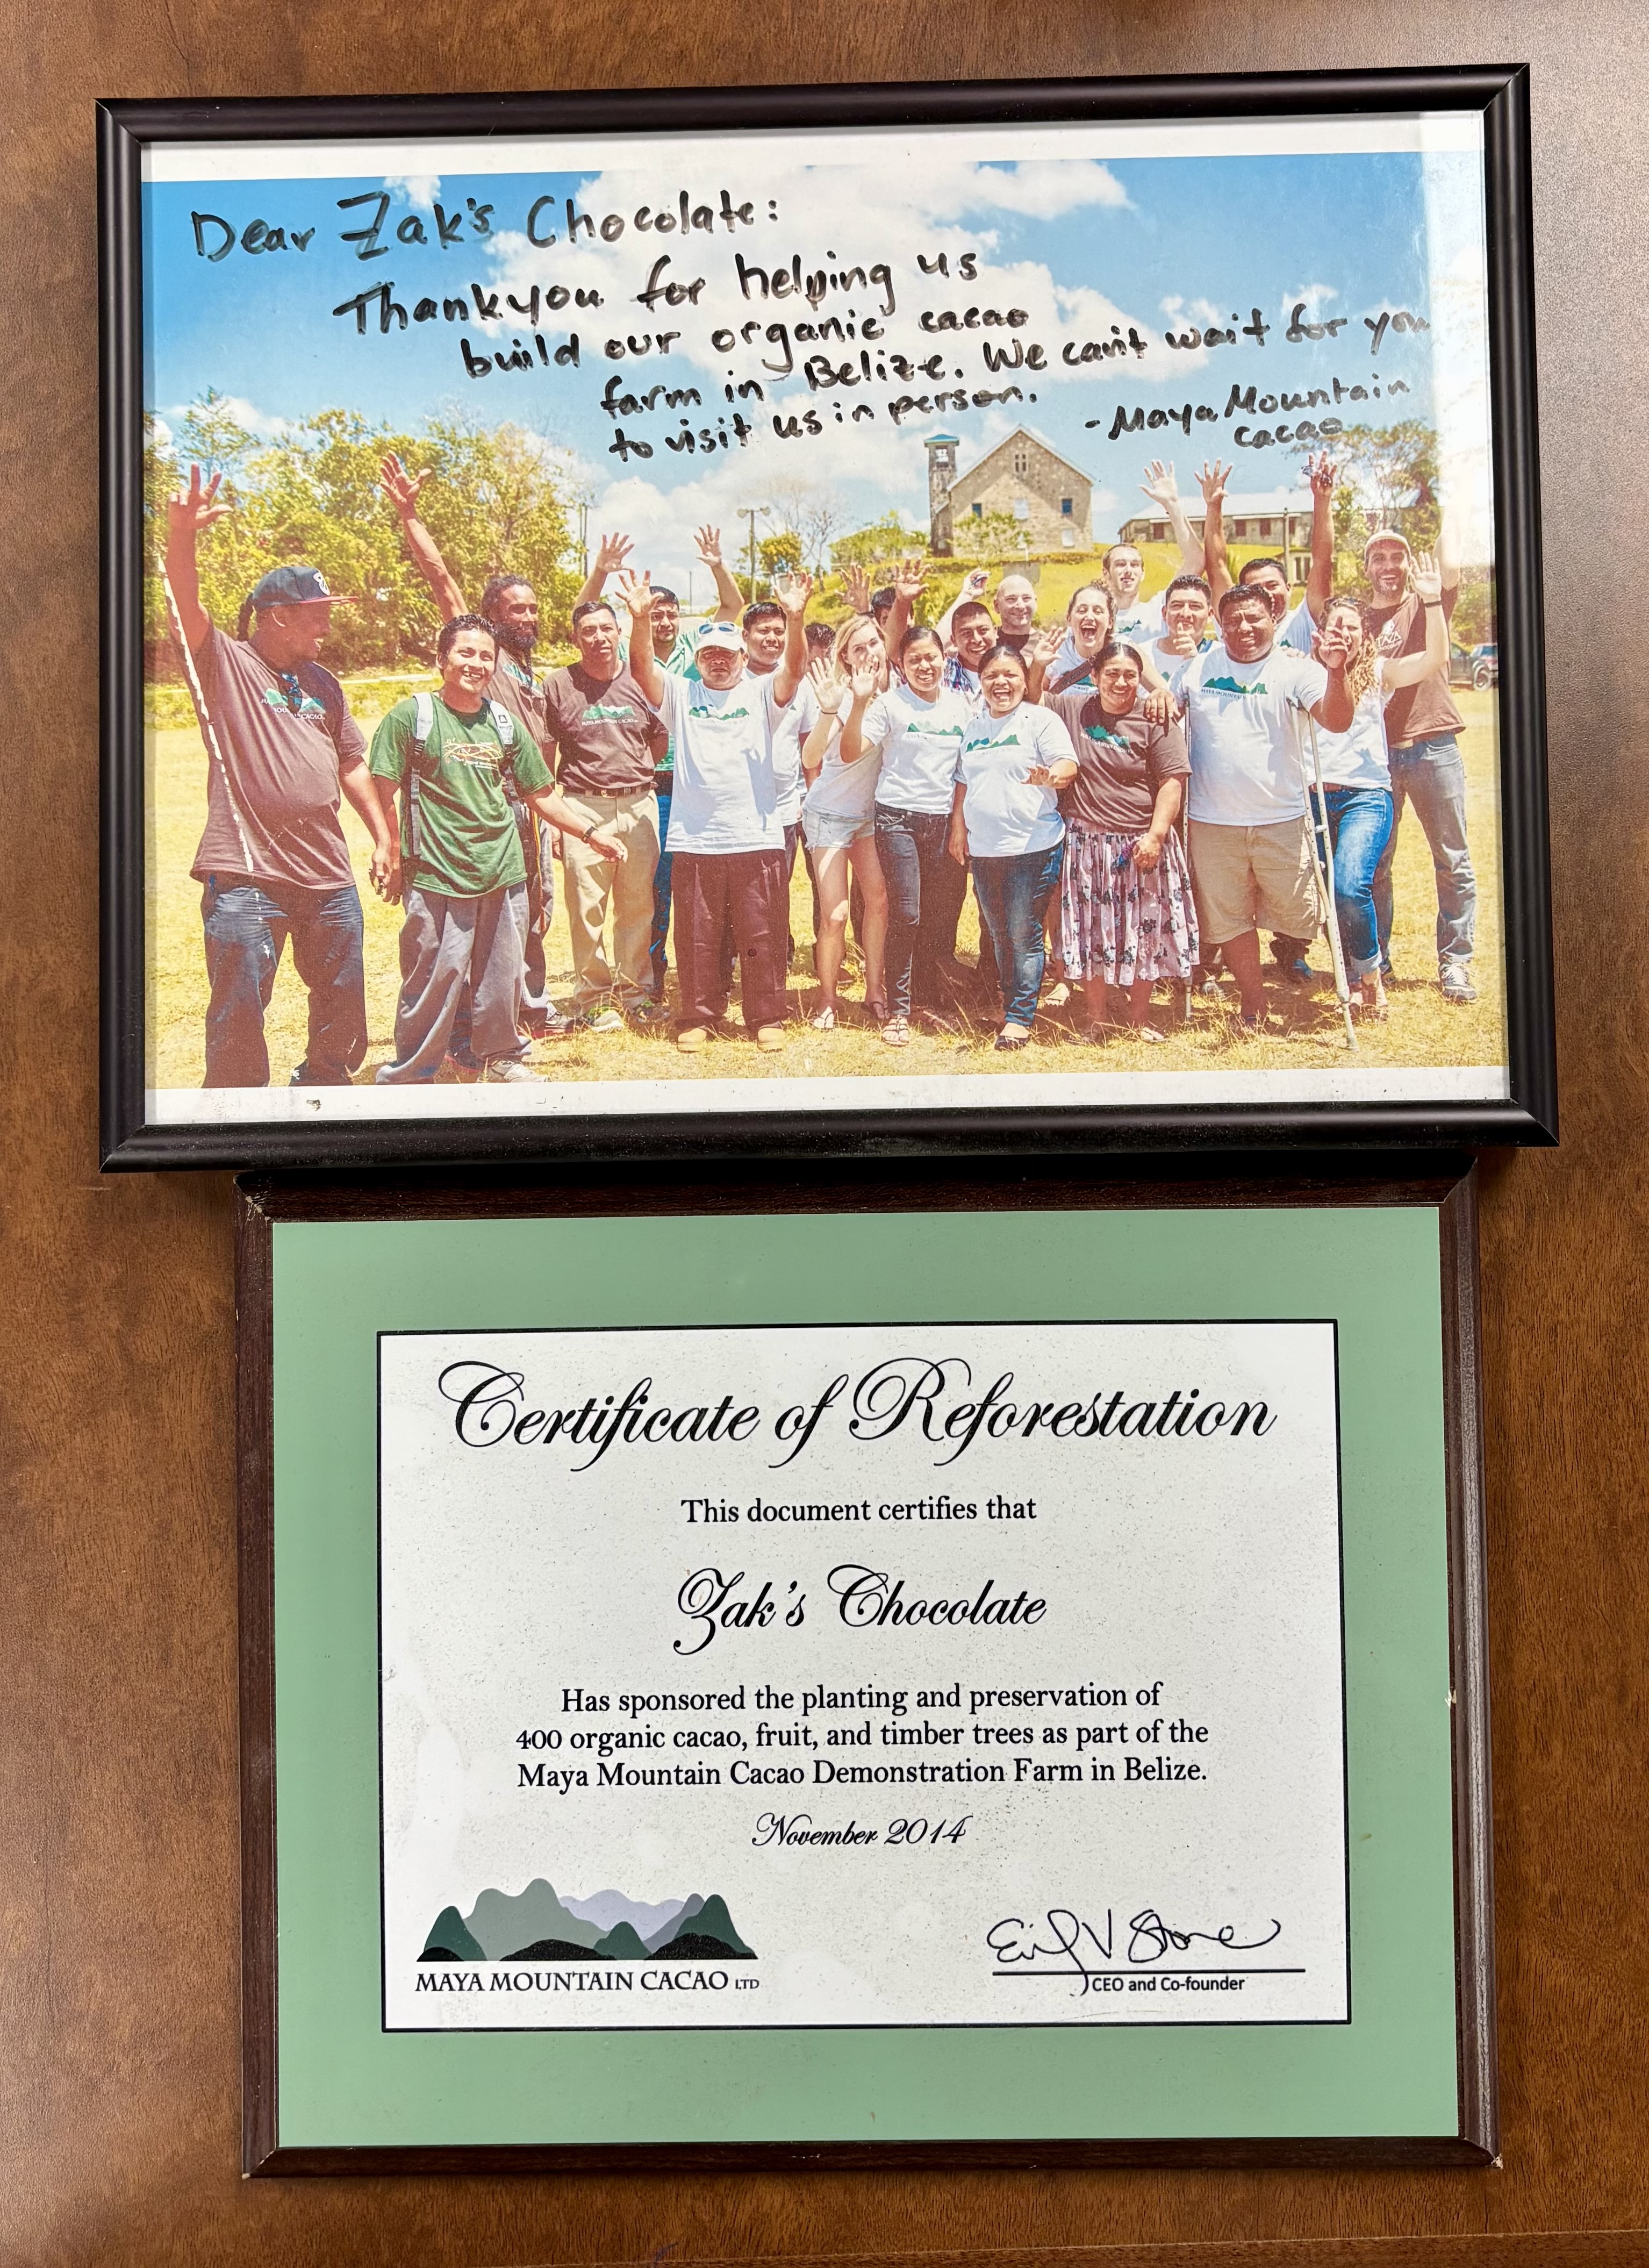 Dear Zak's Chocolate:
Thankyou for helping us
build our organic cacao
farm in Belize. We can't wait for you
to visit us in person.
- Maya Mountain
cacao
Certificate of Reforestation
This document certifies that
Zak's Chocolate
Has sponsored the planting and preservation of
400 organic cacao, fruit, and timber trees as part of the
Maya Mountain Cacao Demonstration Farm in Belize.
November 2014
MAYA MOUNTAIN CACAO LTD
CEO and Co-founder